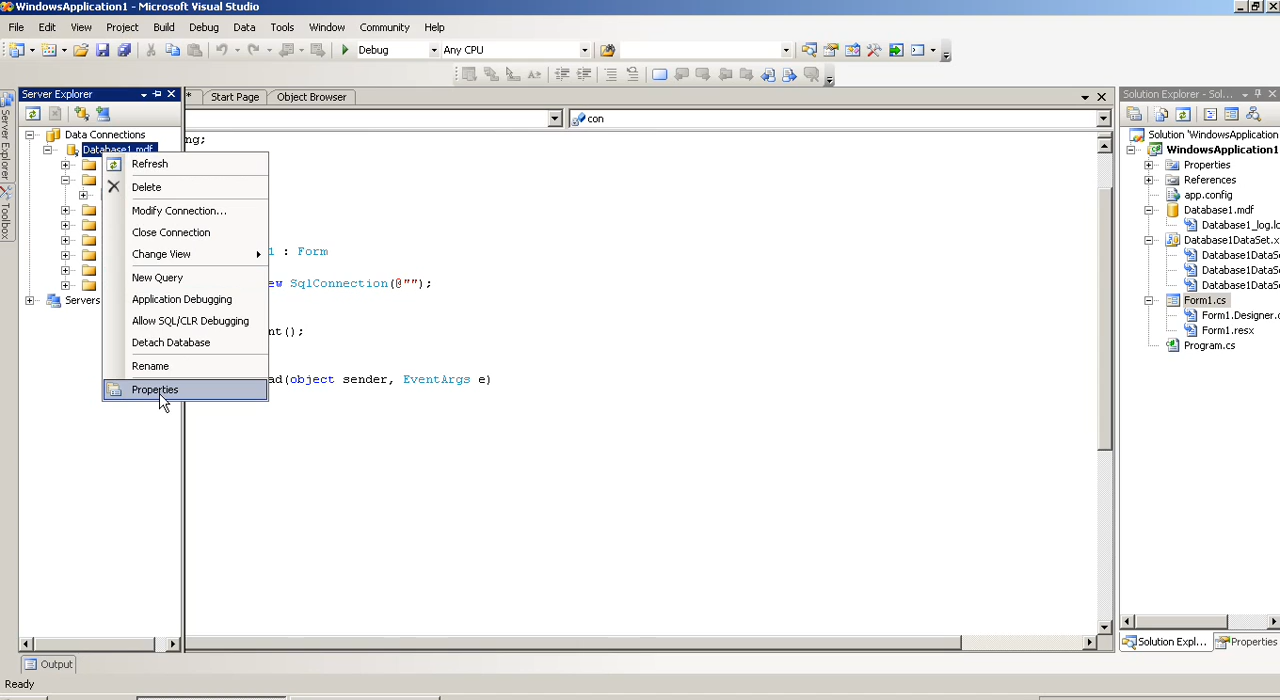 WindowsApplication1 - Microsoft Visual Studio
File Edit View Project Build Debug Data Tools Window Community Help
Debug Any CPU
Server Explorer
* Start Page Object Browser
Solution Explorer - Sol...
con
Data Connections
Database1.mdf
Servers
Refresh
Delete
Modify Connection...
Close Connection
Change View
New Query
Application Debugging
Allow SQL/CLR Debugging
Detach Database
Rename
Properties
ng;
1 : Form
ew SqlConnection(@"");
nt();
ad(object sender, EventArgs e)
Solution 'WindowsApplication
WindowsApplication1
Properties
References
app.config
Database1.mdf
Database1_log.lc
Database1DataSet.x
Database1DataSe
Database1DataSe
Database1DataSe
Form1.cs
Form1.Designer.c
Form1.resx
Program.cs
Server Explorer
Toolbox
Solution Expl... Properties
Output
Ready